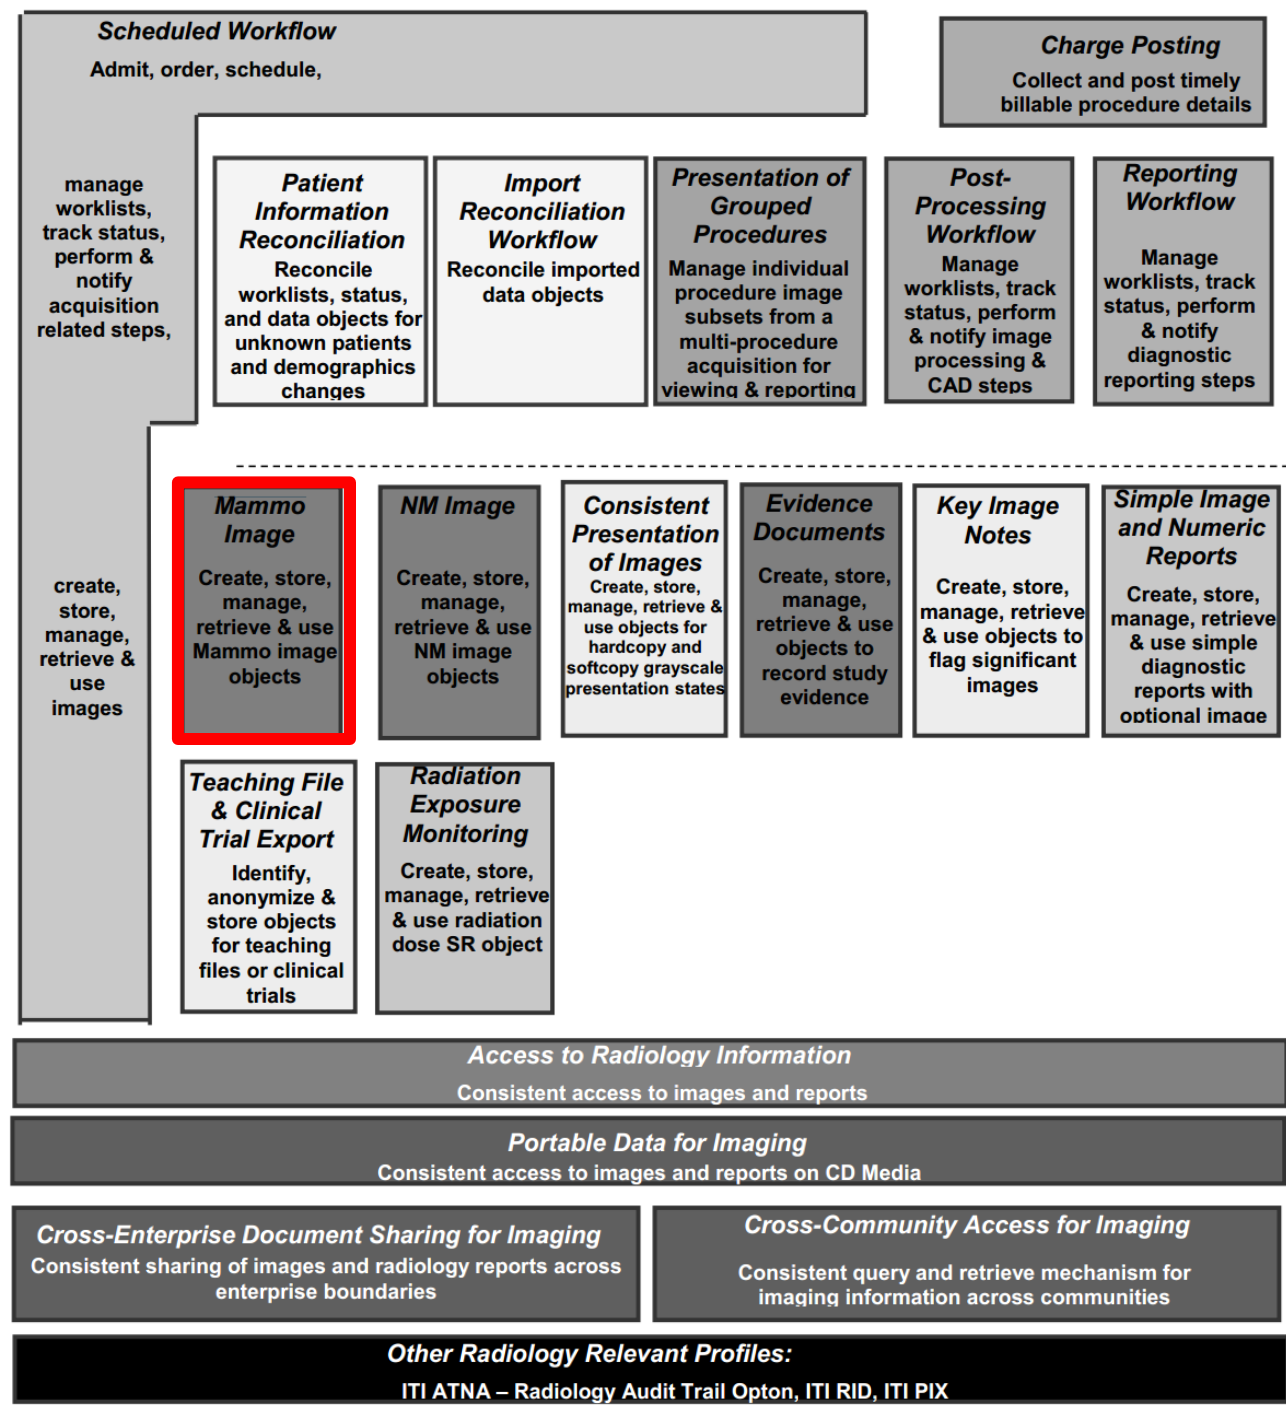 Scheduled Workflow
Admit, order, schedule,
manage
worklists,
track status,
perform &
notify
acquisition
related steps,
create,
store,
manage,
retrieve &
use
images
Charge Posting
Collect and post timely
billable procedure details
Patient
Information
Reconciliation
Reconcile
worklists, status,
and data objects for
unknown patients
and demographics
changes
Import
Reconciliation
Workflow
Reconcile imported
data objects
Presentation of
Grouped
Procedures
Manage individual
procedure image
subsets from a
multi-procedure
acquisition for
viewing & reporting
Post-
Processing
Workflow
Manage
worklists, track
status, perform
& notify image
processing &
CAD steps
Reporting
Workflow
Manage
worklists, track
status, perform
& notify
diagnostic
reporting steps
Mammo
Image
Create, store,
manage,
retrieve & use
Mammo image
objects
NM Image
Create, store,
manage,
retrieve & use
NM image
objects
Consistent
Presentation
of Images
Create, store,
manage, retrieve &
use objects for
hardcopy and
softcopy grayscale
presentation states
Evidence
Documents
Create, store,
manage,
retrieve & use
objects to
record study
evidence
Key Image
Notes
Create, store,
manage, retrieve
& use objects to
flag significant
images
Simple Image
and Numeric
Reports
Create, store,
manage, retrieve
& use simple
diagnostic
reports with
optional image
Teaching File
& Clinical
Trial Export
Identify,
anonymize &
store objects
for teaching
files or clinical
trials
Radiation
Exposure
Monitoring
Create, store,
manage, retrieve
& use radiation
dose SR object
Access to Radiology Information
Consistent access to images and reports
Portable Data for Imaging
Consistent access to images and reports on CD Media
Cross-Enterprise Document Sharing for Imaging
Consistent sharing of images and radiology reports across
enterprise boundaries
Cross-Community Access for Imaging
Consistent query and retrieve mechanism for
imaging information across communities
Other Radiology Relevant Profiles:
ITI ATNA – Radiology Audit Trail Opton, ITI RID, ITI PIX